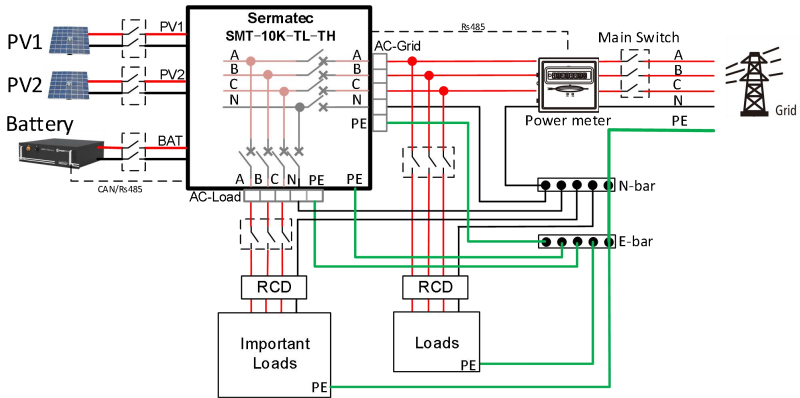 Sermatec
SMT-10K-TL-TH
Rs485
PV1
PV1
AC-Grid
Main Switch
A
A
A
B
B
B
C
C
C
N
N
N
PV2
PV2
PE
PE
Power meter
Grid
Battery
BAT
CAN/Rs485
A
B
C
N
PE
PE
AC-Load
N-bar
E-bar
RCD
RCD
Important
Loads
PE
Loads
PE